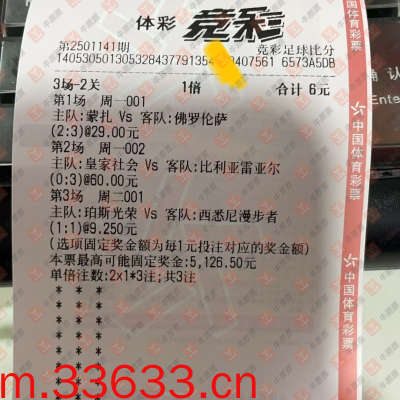 体彩 竞彩
第2501141期 竞彩足球比分
3场-2关 1倍 合计 6元
第1场 周一001
主队:蒙扎 Vs 客队:佛罗伦萨
(2:3)@29.00元
第2场 周一002
主队:皇家社会 Vs 客队:比利亚雷亚尔
(0:3)@60.00元
第3场 周二001
主队:珀斯光荣 Vs 客队:西悉尼漫步者
(1:1)@9.250元
(选项固定奖金额为每1元投注对应的奖金额)
本票最高可能固定奖金:5,126.50元
单倍注数:2x1*3注;共3注
* * *
* * *
* * *
* * *
* * *
* * *
* * *
* * *
中国体育彩票
中国体育彩票
确认
Enter
m.33633.cn